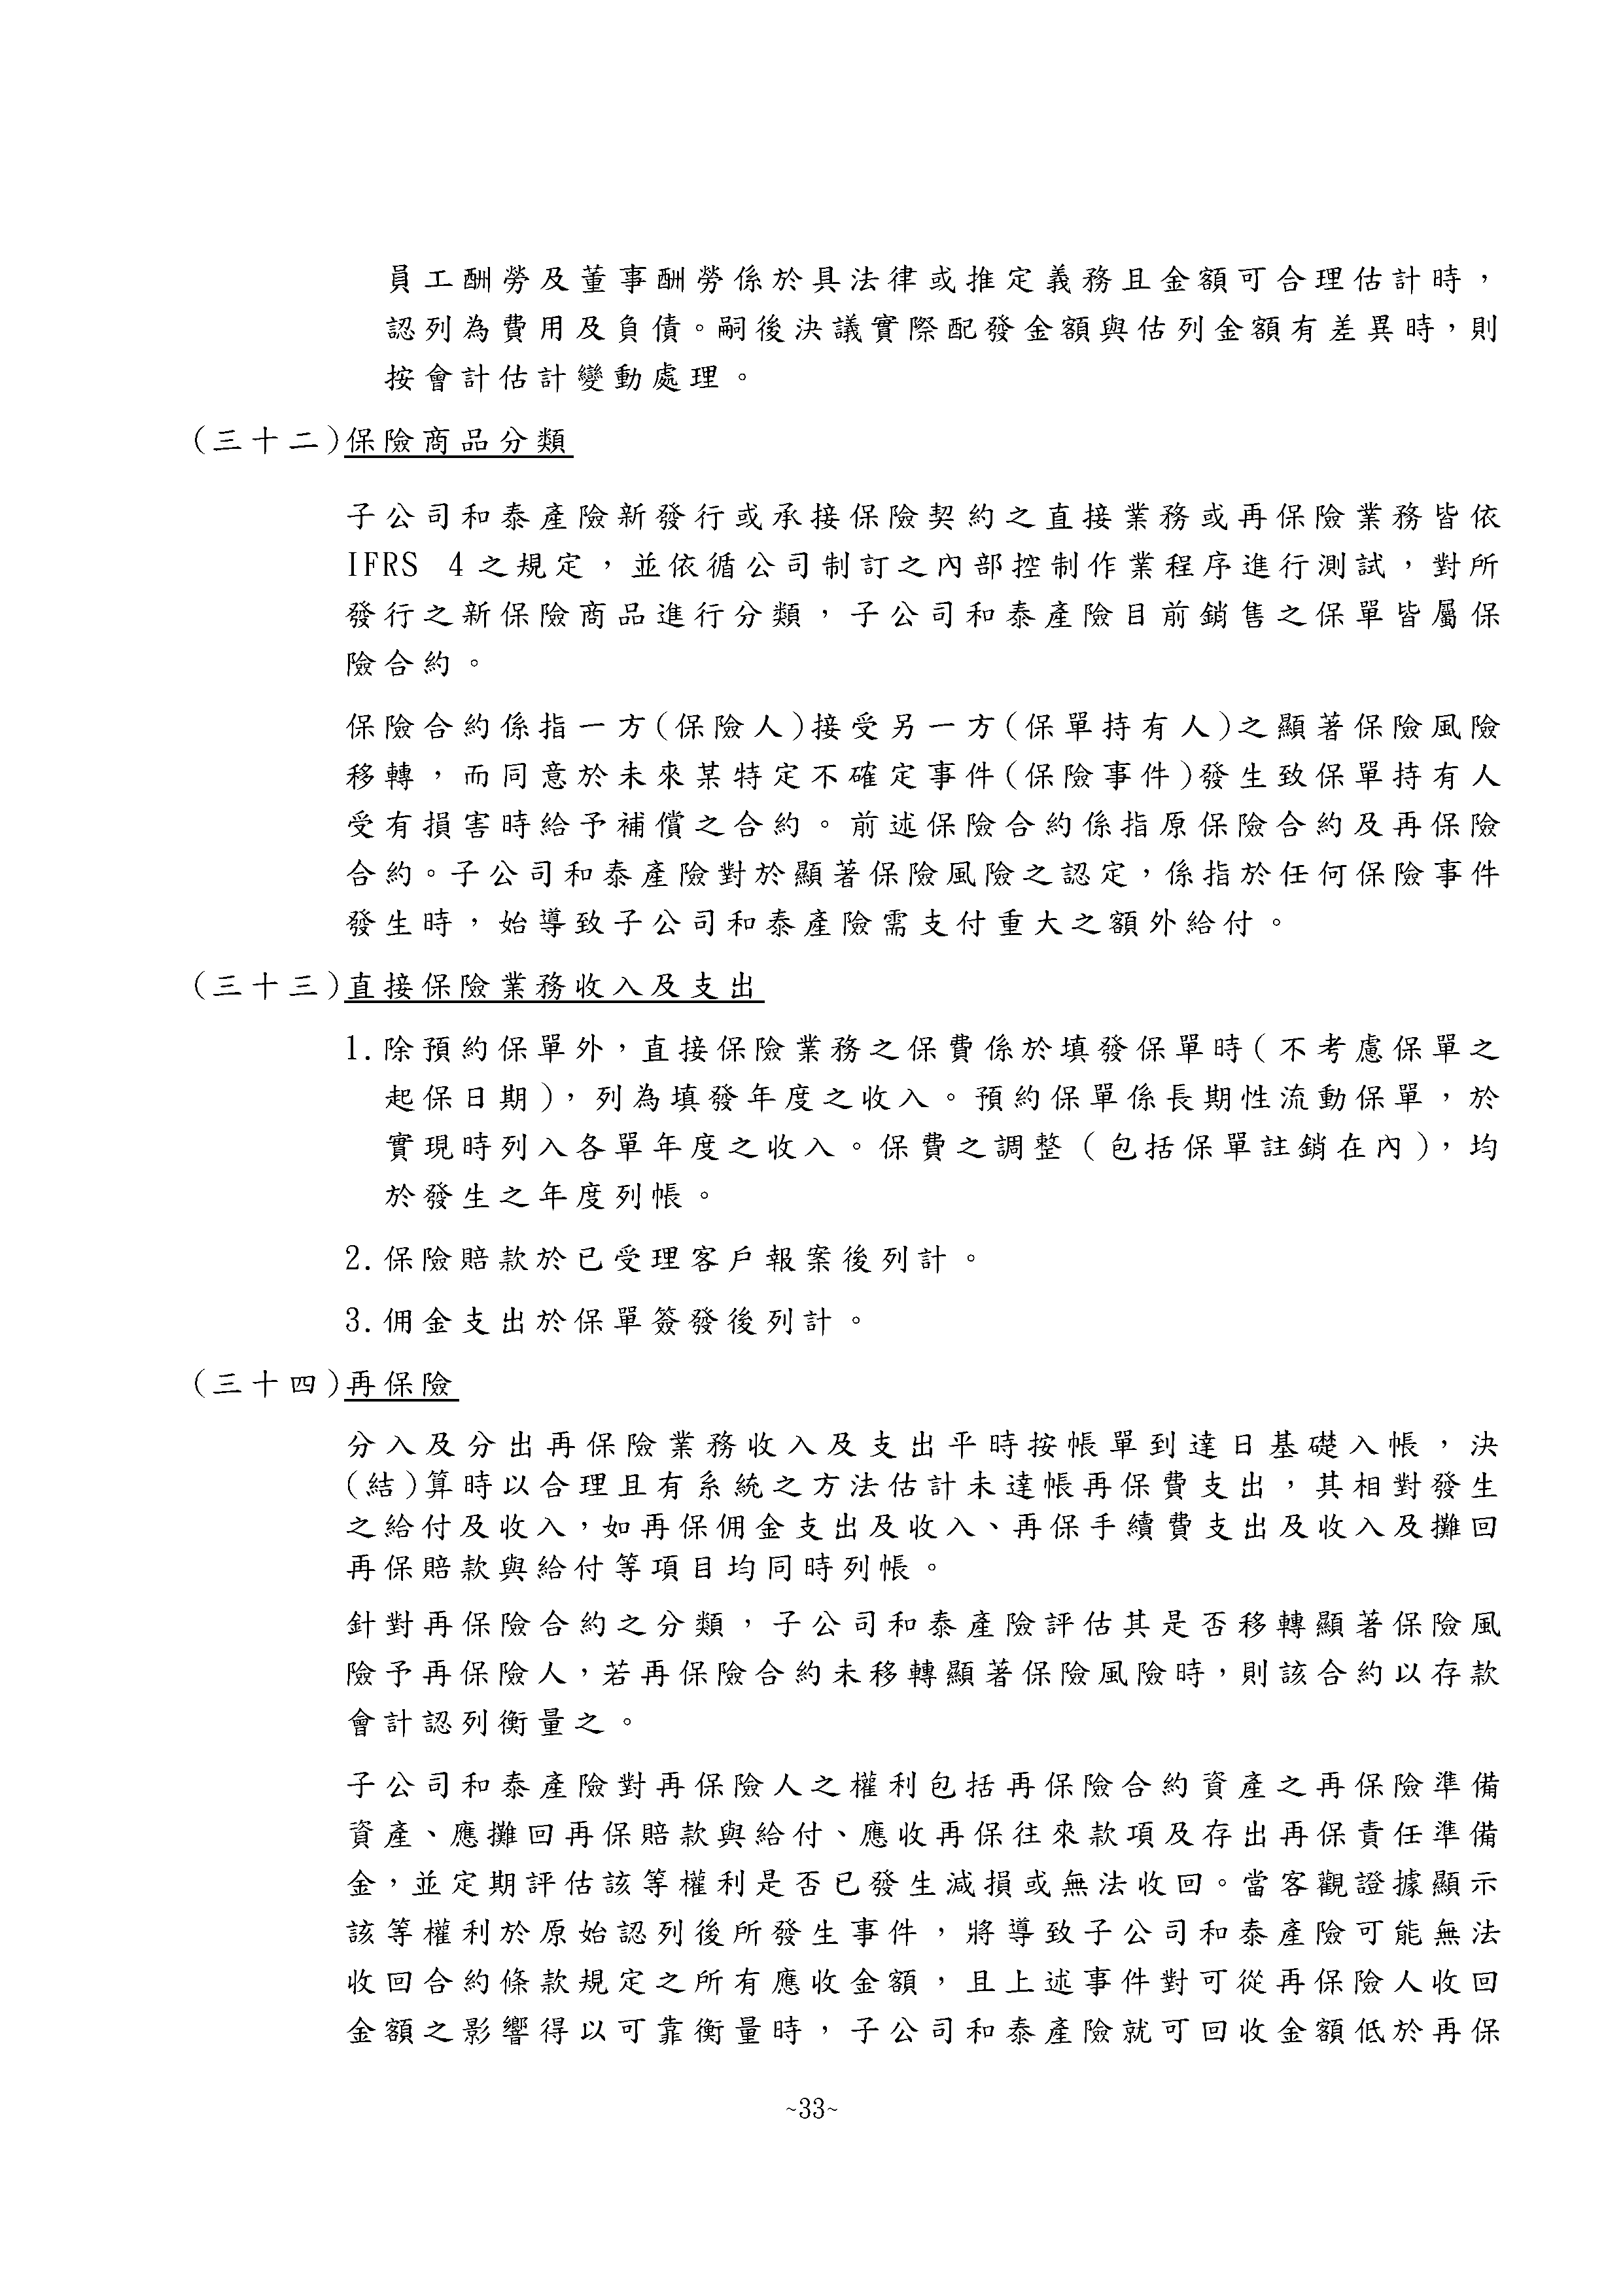 員工酬勞及董事酬勞係於具法律或推定義務且金額可合理估計時，
認列為費用及負債。嗣後決議實際配發金額與估列金額有差異時，則
按會計估計變動處理。
(三十二)保險商品分類
子公司和泰產險新發行或承接保險契約之直接業務或再保險業務皆依
IFRS 4之規定，並依循公司制訂之內部控制作業程序進行測試，對所
發行之新保險商品進行分類，子公司和泰產險目前銷售之保單皆屬保
險合約。
保險合約係指一方(保險人)接受另一方(保單持有人)之顯著保險風險
移轉，而同意於未來某特定不確定事件(保險事件)發生致保單持有人
受有損害時給予補償之合約。前述保險合約係指原保險合約及再保險
合約。子公司和泰產險對於顯著保險風險之認定，係指於任何保險事件
發生時，始導致子公司和泰產險需支付重大之額外給付。
(三十三)直接保險業務收入及支出
1.除預約保單外，直接保險業務之保費係於填發保單時(不考慮保單之
起保日期)，列為填發年度之收入。預約保單係長期性流動保單，於
實現時列入各單年度之收入。保費之調整(包括保單註銷在內)，均
於發生之年度列帳。
2.保險賠款於已受理客戶報案後列計。
3.佣金支出於保單簽發後列計。
(三十四)再保險
分入及分出再保險業務收入及支出平時按帳單到達日基礎入帳，決
(結)算時以合理且有系統之方法估計未達帳再保費支出，其相對發生
之給付及收入，如再保佣金支出及收入、再保手續費支出及收入及攤回
再保賠款與給付等項目均同時列帳。
針對再保險合約之分類，子公司和泰產險評估其是否移轉顯著保險風
險予再保險人，若再保險合約未移轉顯著保險風險時，則該合約以存款
會計認列衡量之。
子公司和泰產險對再保險人之權利包括再保險合約資產之再保險準備
資產、應攤回再保賠款與給付、應收再保往來款項及存出再保責任準備
金，並定期評估該等權利是否已發生減損或無法收回。當客觀證據顯示
該等權利於原始認列後所發生事件，將導致子公司和泰產險可能無法
收回合約條款規定之所有應收金額，且上述事件對可從再保險人收回
金額之影響得以可靠衡量時，子公司和泰產險就可回收金額低於再保
~33~